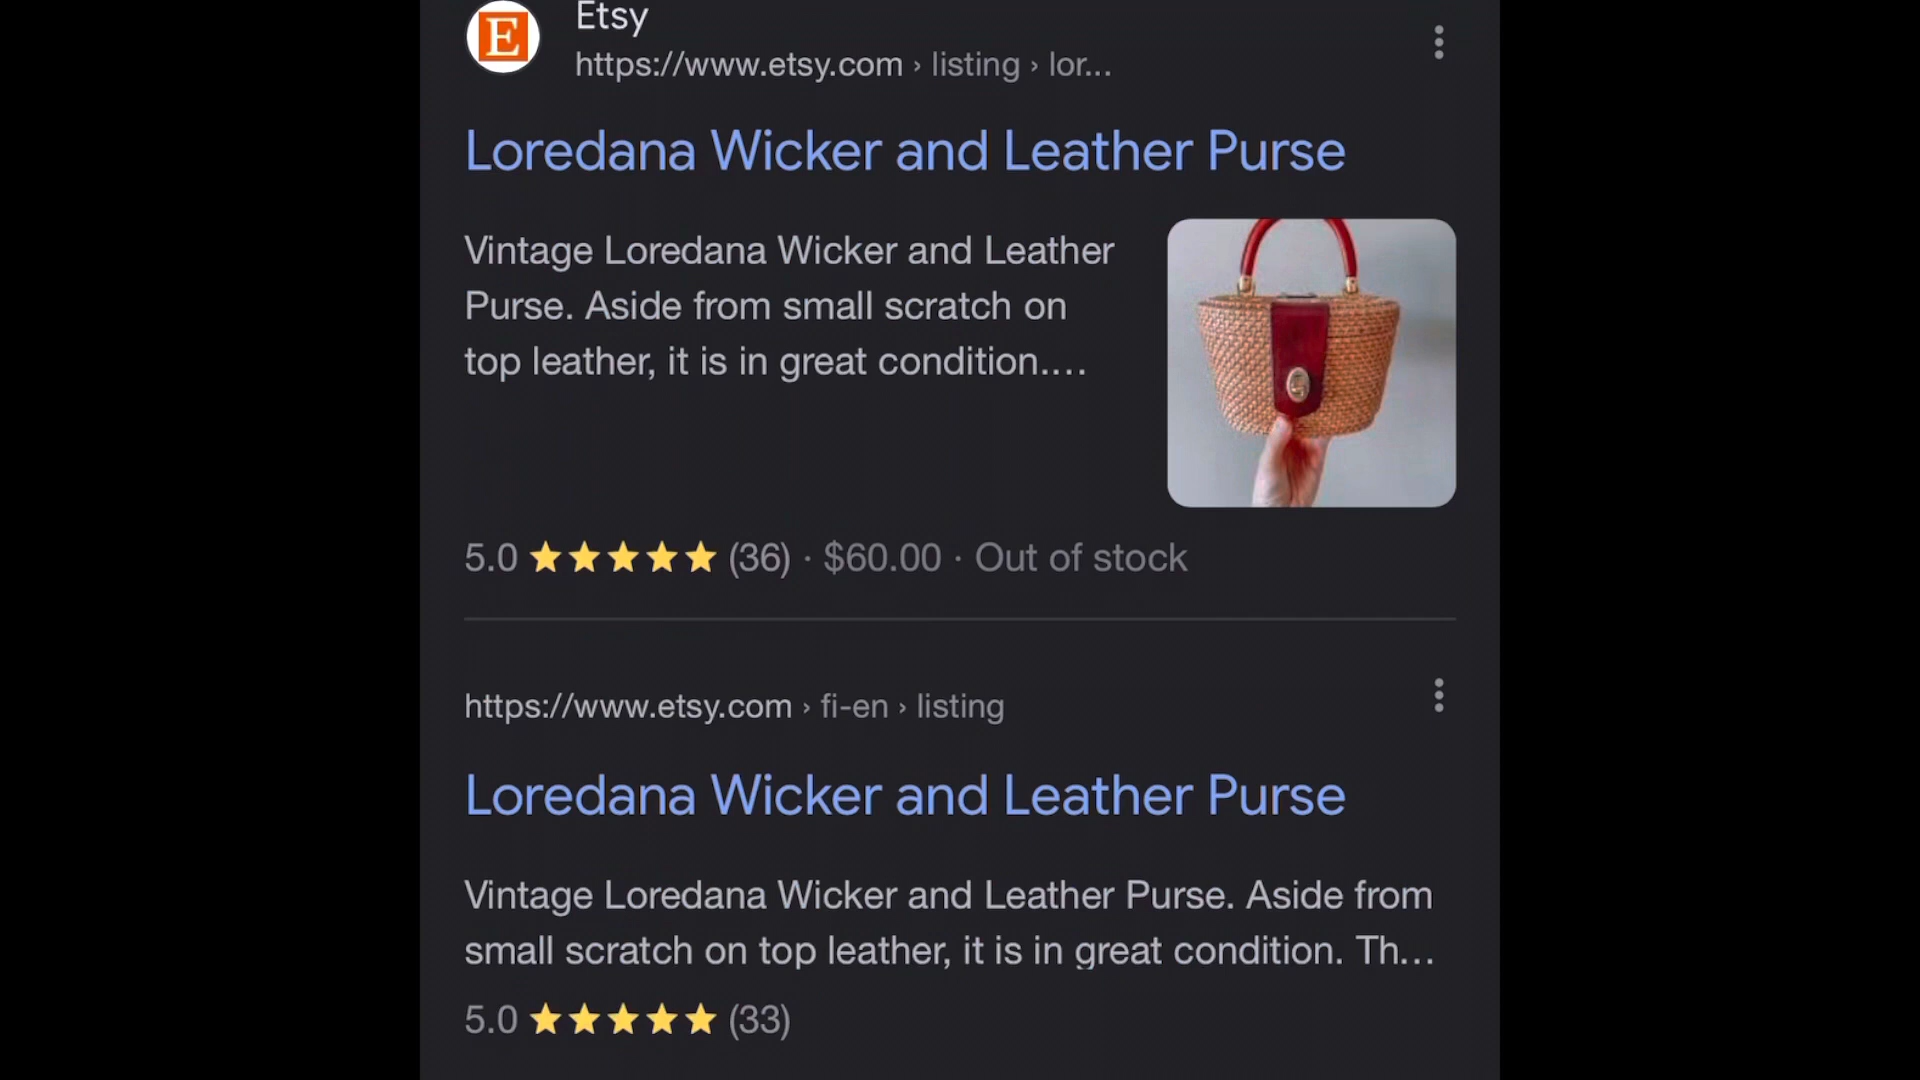 Etsy
E
https://www.etsy.com › listing › lor...
Loredana Wicker and Leather Purse
Vintage Loredana Wicker and Leather
Purse. Aside from small scratch on
top leather, it is in great condition....
5.0 ★★★★★ (36) · $60.00 · Out of stock
https://www.etsy.com › fi-en › listing
Loredana Wicker and Leather Purse
Vintage Loredana Wicker and Leather Purse. Aside from
small scratch on top leather, it is in great condition. Th...
5.0 ★★★★★ (33)